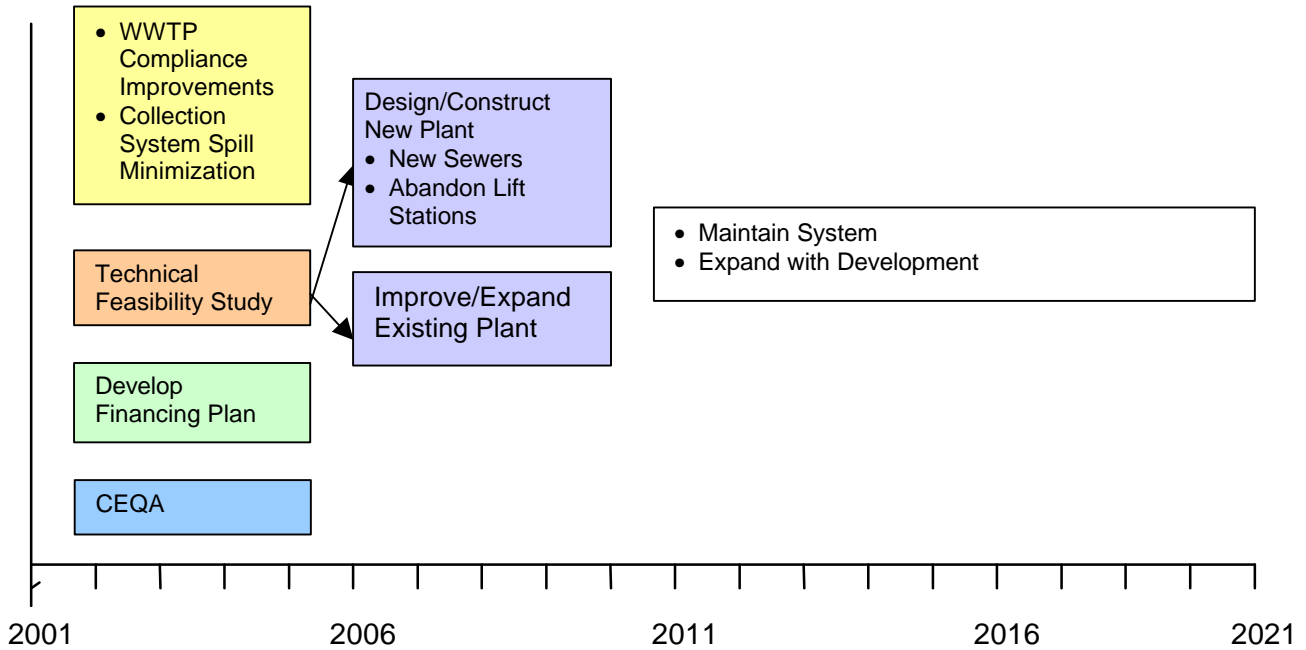 • WWTP
Compliance
Improvements
• Collection
System Spill
Minimization
Design/Construct
New Plant
• New Sewers
• Abandon Lift
Stations
• Maintain System
• Expand with Development
Technical
Feasibility Study
Improve/Expand
Existing Plant
Develop
Financing Plan
CEQA
2001 2006 2011 2016 2021